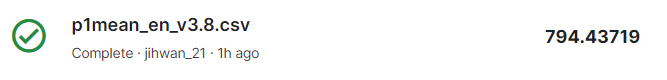 p1mean_en_v3.8.csv
794.43719
Complete · jihwan_21 · 1h ago